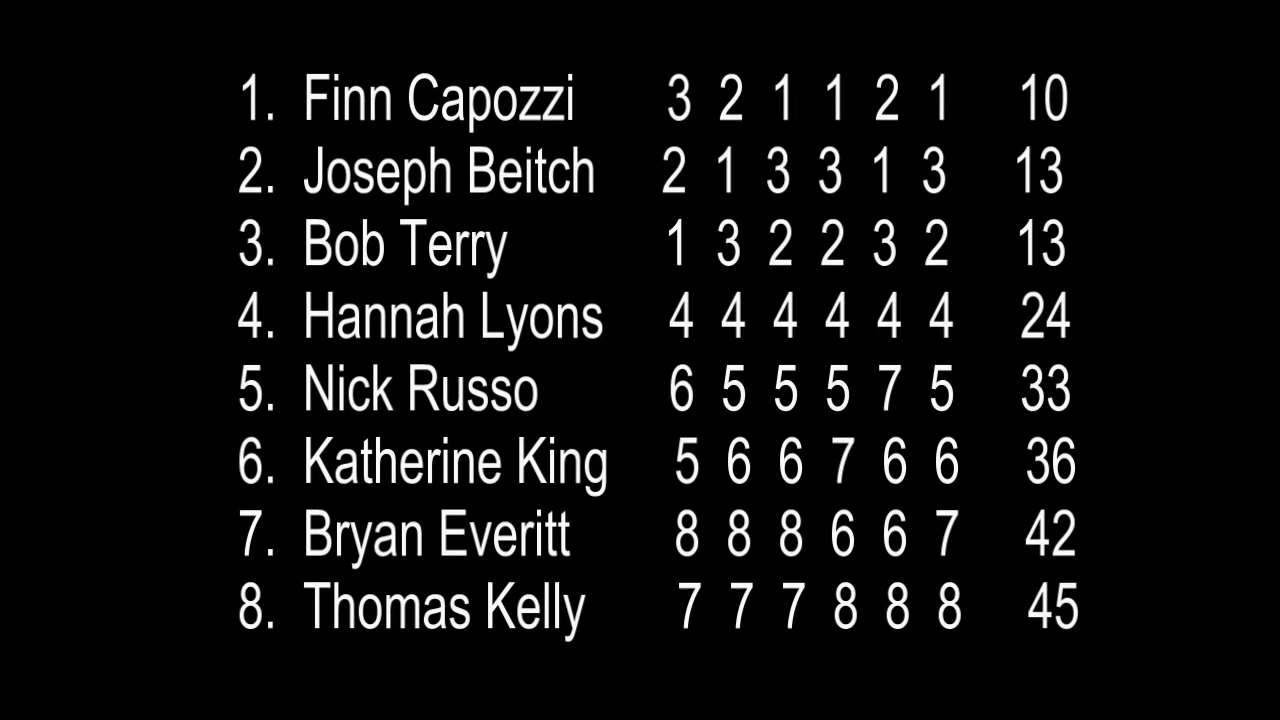 1. Finn Capozzi 3 2 1 1 2 1 10
2. Joseph Beitch 2 1 3 3 1 3 13
3. Bob Terry 1 3 2 2 3 2 13
4. Hannah Lyons 4 4 4 4 4 4 24
5. Nick Russo 6 5 5 5 7 5 33
6. Katherine King 5 6 6 7 6 6 36
7. Bryan Everitt 8 8 8 6 6 7 42
8. Thomas Kelly 7 7 7 8 8 8 45